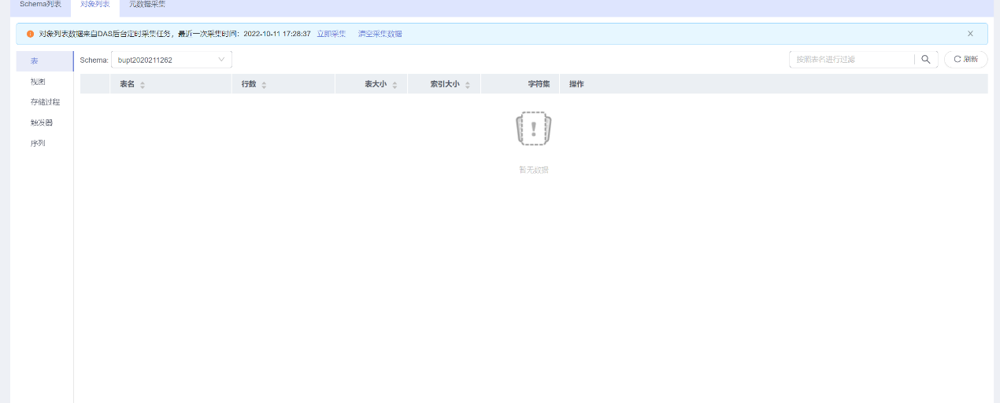 Schema列表 对象列表 元数据采集
对象列表数据来自DAS后台定时采集任务，最近一次采集时间：2022-10-11 17:28:37 立即采集 清空采集数据
表
视图
存储过程
触发器
序列
Schema: bupt2020211262 按照表名进行过滤 刷新
表名 行数 表大小 索引大小 字符集 操作
暂无数据